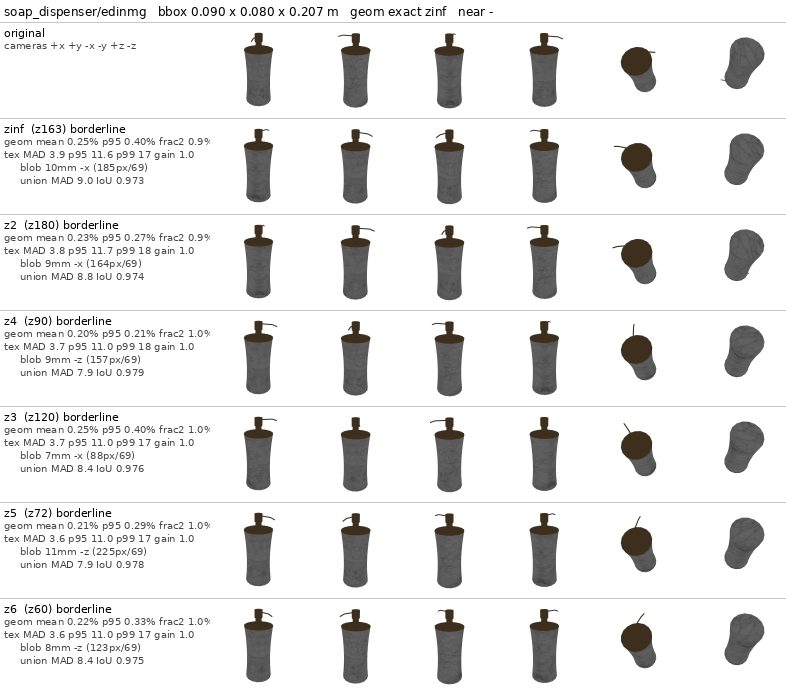 soap_dispenser/edinmg bbox 0.090 x 0.080 x 0.207 m geom exact zinf near -
original
cameras +x +y -x -y +z -z
zinf (z163) borderline
geom mean 0.25% p95 0.40% frac2 0.9%
tex MAD 3.9 p95 11.6 p99 17 gain 1.0
blob 10mm -x (185px/69)
union MAD 9.0 IoU 0.973
z2 (z180) borderline
geom mean 0.23% p95 0.27% frac2 0.9%
tex MAD 3.8 p95 11.7 p99 18 gain 1.0
blob 9mm -x (164px/69)
union MAD 8.8 IoU 0.974
z4 (z90) borderline
geom mean 0.20% p95 0.21% frac2 1.0%
tex MAD 3.7 p95 11.0 p99 18 gain 1.0
blob 9mm -z (157px/69)
union MAD 7.9 IoU 0.979
z3 (z120) borderline
geom mean 0.25% p95 0.40% frac2 1.0%
tex MAD 3.7 p95 11.0 p99 17 gain 1.0
blob 7mm -x (88px/69)
union MAD 8.4 IoU 0.976
z5 (z72) borderline
geom mean 0.21% p95 0.29% frac2 1.0%
tex MAD 3.6 p95 11.0 p99 17 gain 1.0
blob 11mm -z (225px/69)
union MAD 7.9 IoU 0.978
z6 (z60) borderline
geom mean 0.22% p95 0.33% frac2 1.0%
tex MAD 3.6 p95 11.0 p99 17 gain 1.0
blob 8mm -z (123px/69)
union MAD 8.4 IoU 0.975